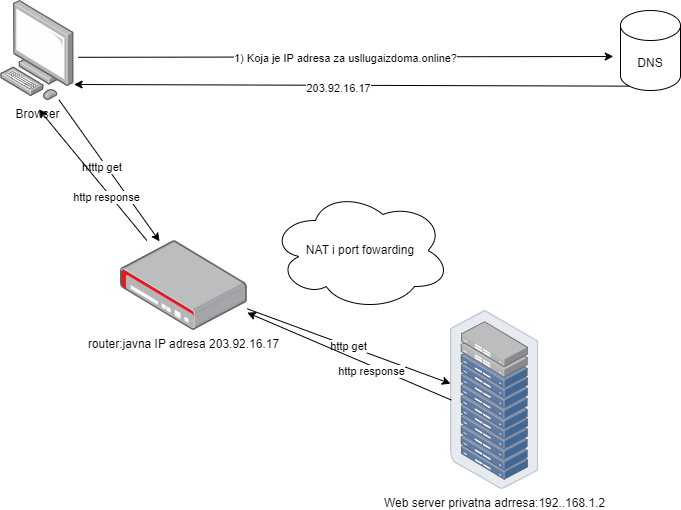 1) Koja je IP adresa za usllugaizdoma.online?
DNS
203.92.16.17
Browser
htttp get
http response
NAT i port fowarding
router:javna IP adresa 203.92.16.17
http get
http response
Web server privatna adrresa:192..168.1.2